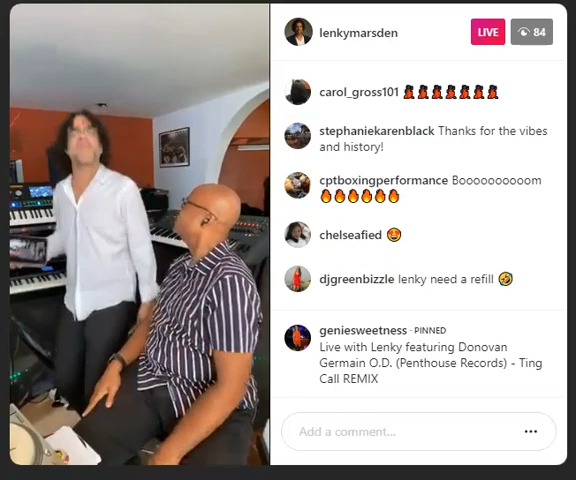 lenkymarsden
LIVE
84
carol_gross101
stephaniekarenblack Thanks for the vibes
and history!
cptboxingperformance Booooooooom
chelseafied
djgreenbizzle lenky need a refill
geniesweetness · PINNED
Live with Lenky featuring Donovan
Germain O.D. (Penthouse Records) - Ting
Call REMIX
Add a comment...